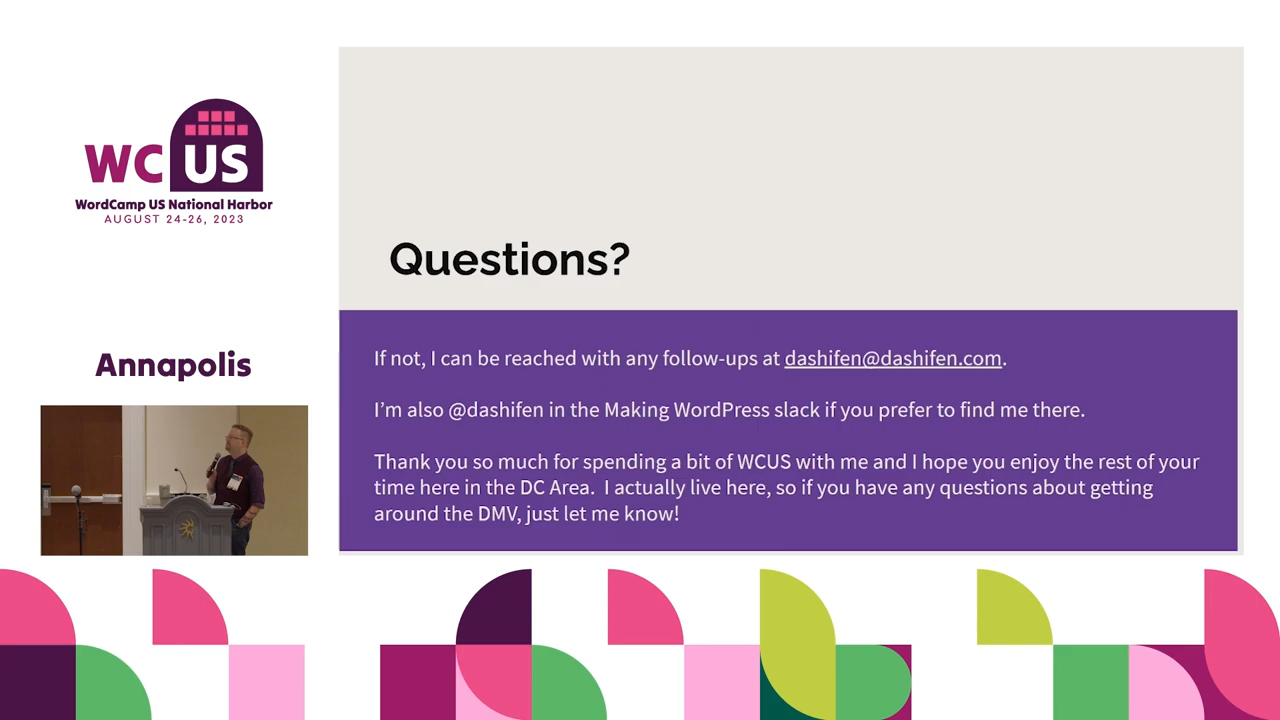 WC US
WordCamp US National Harbor
AUGUST 24-26, 2023
Annapolis
Questions?
If not, I can be reached with any follow-ups at dashifen@dashifen.com.
I’m also @dashifen in the Making WordPress slack if you prefer to find me there.
Thank you so much for spending a bit of WCUS with me and I hope you enjoy the rest of your
time here in the DC Area.  I actually live here, so if you have any questions about getting
around the DMV, just let me know!